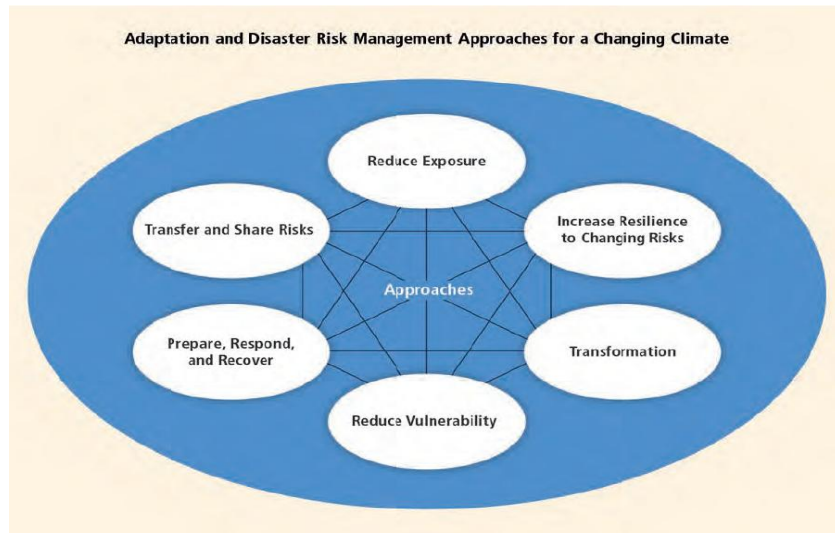 Adaptation and Disaster Risk Management Approaches for a Changing Climate
Reduce Exposure
Transfer and Share Risks
Increase Resilience
to Changing Risks
Approaches
Prepare, Respond,
and Recover
Transformation
Reduce Vulnerability